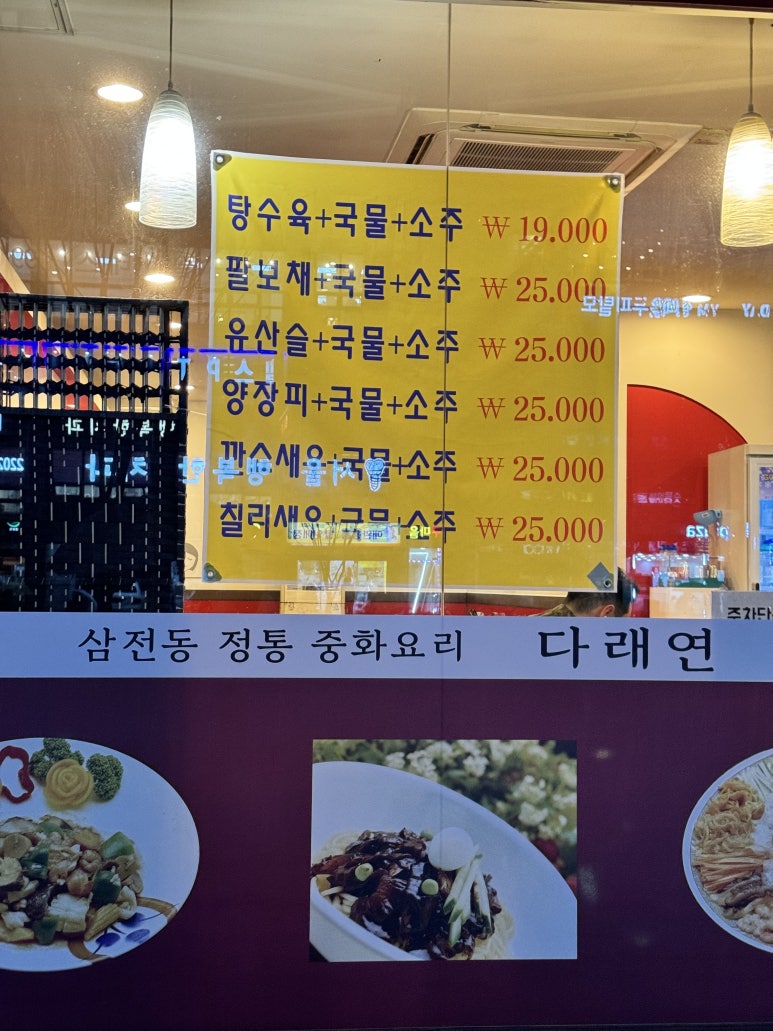 탕수육+국물+소주 ₩ 19.000
팔보채+국물+소주 ₩ 25.000
유산슬+국물+소주 ₩ 25.000
양장피+국물+소주 ₩ 25.000
깐쇼새우+국물+소주 ₩ 25.000
칠리새우+국물+소주 ₩ 25.000
주차단
삼전동 정통 중화요리 다래연